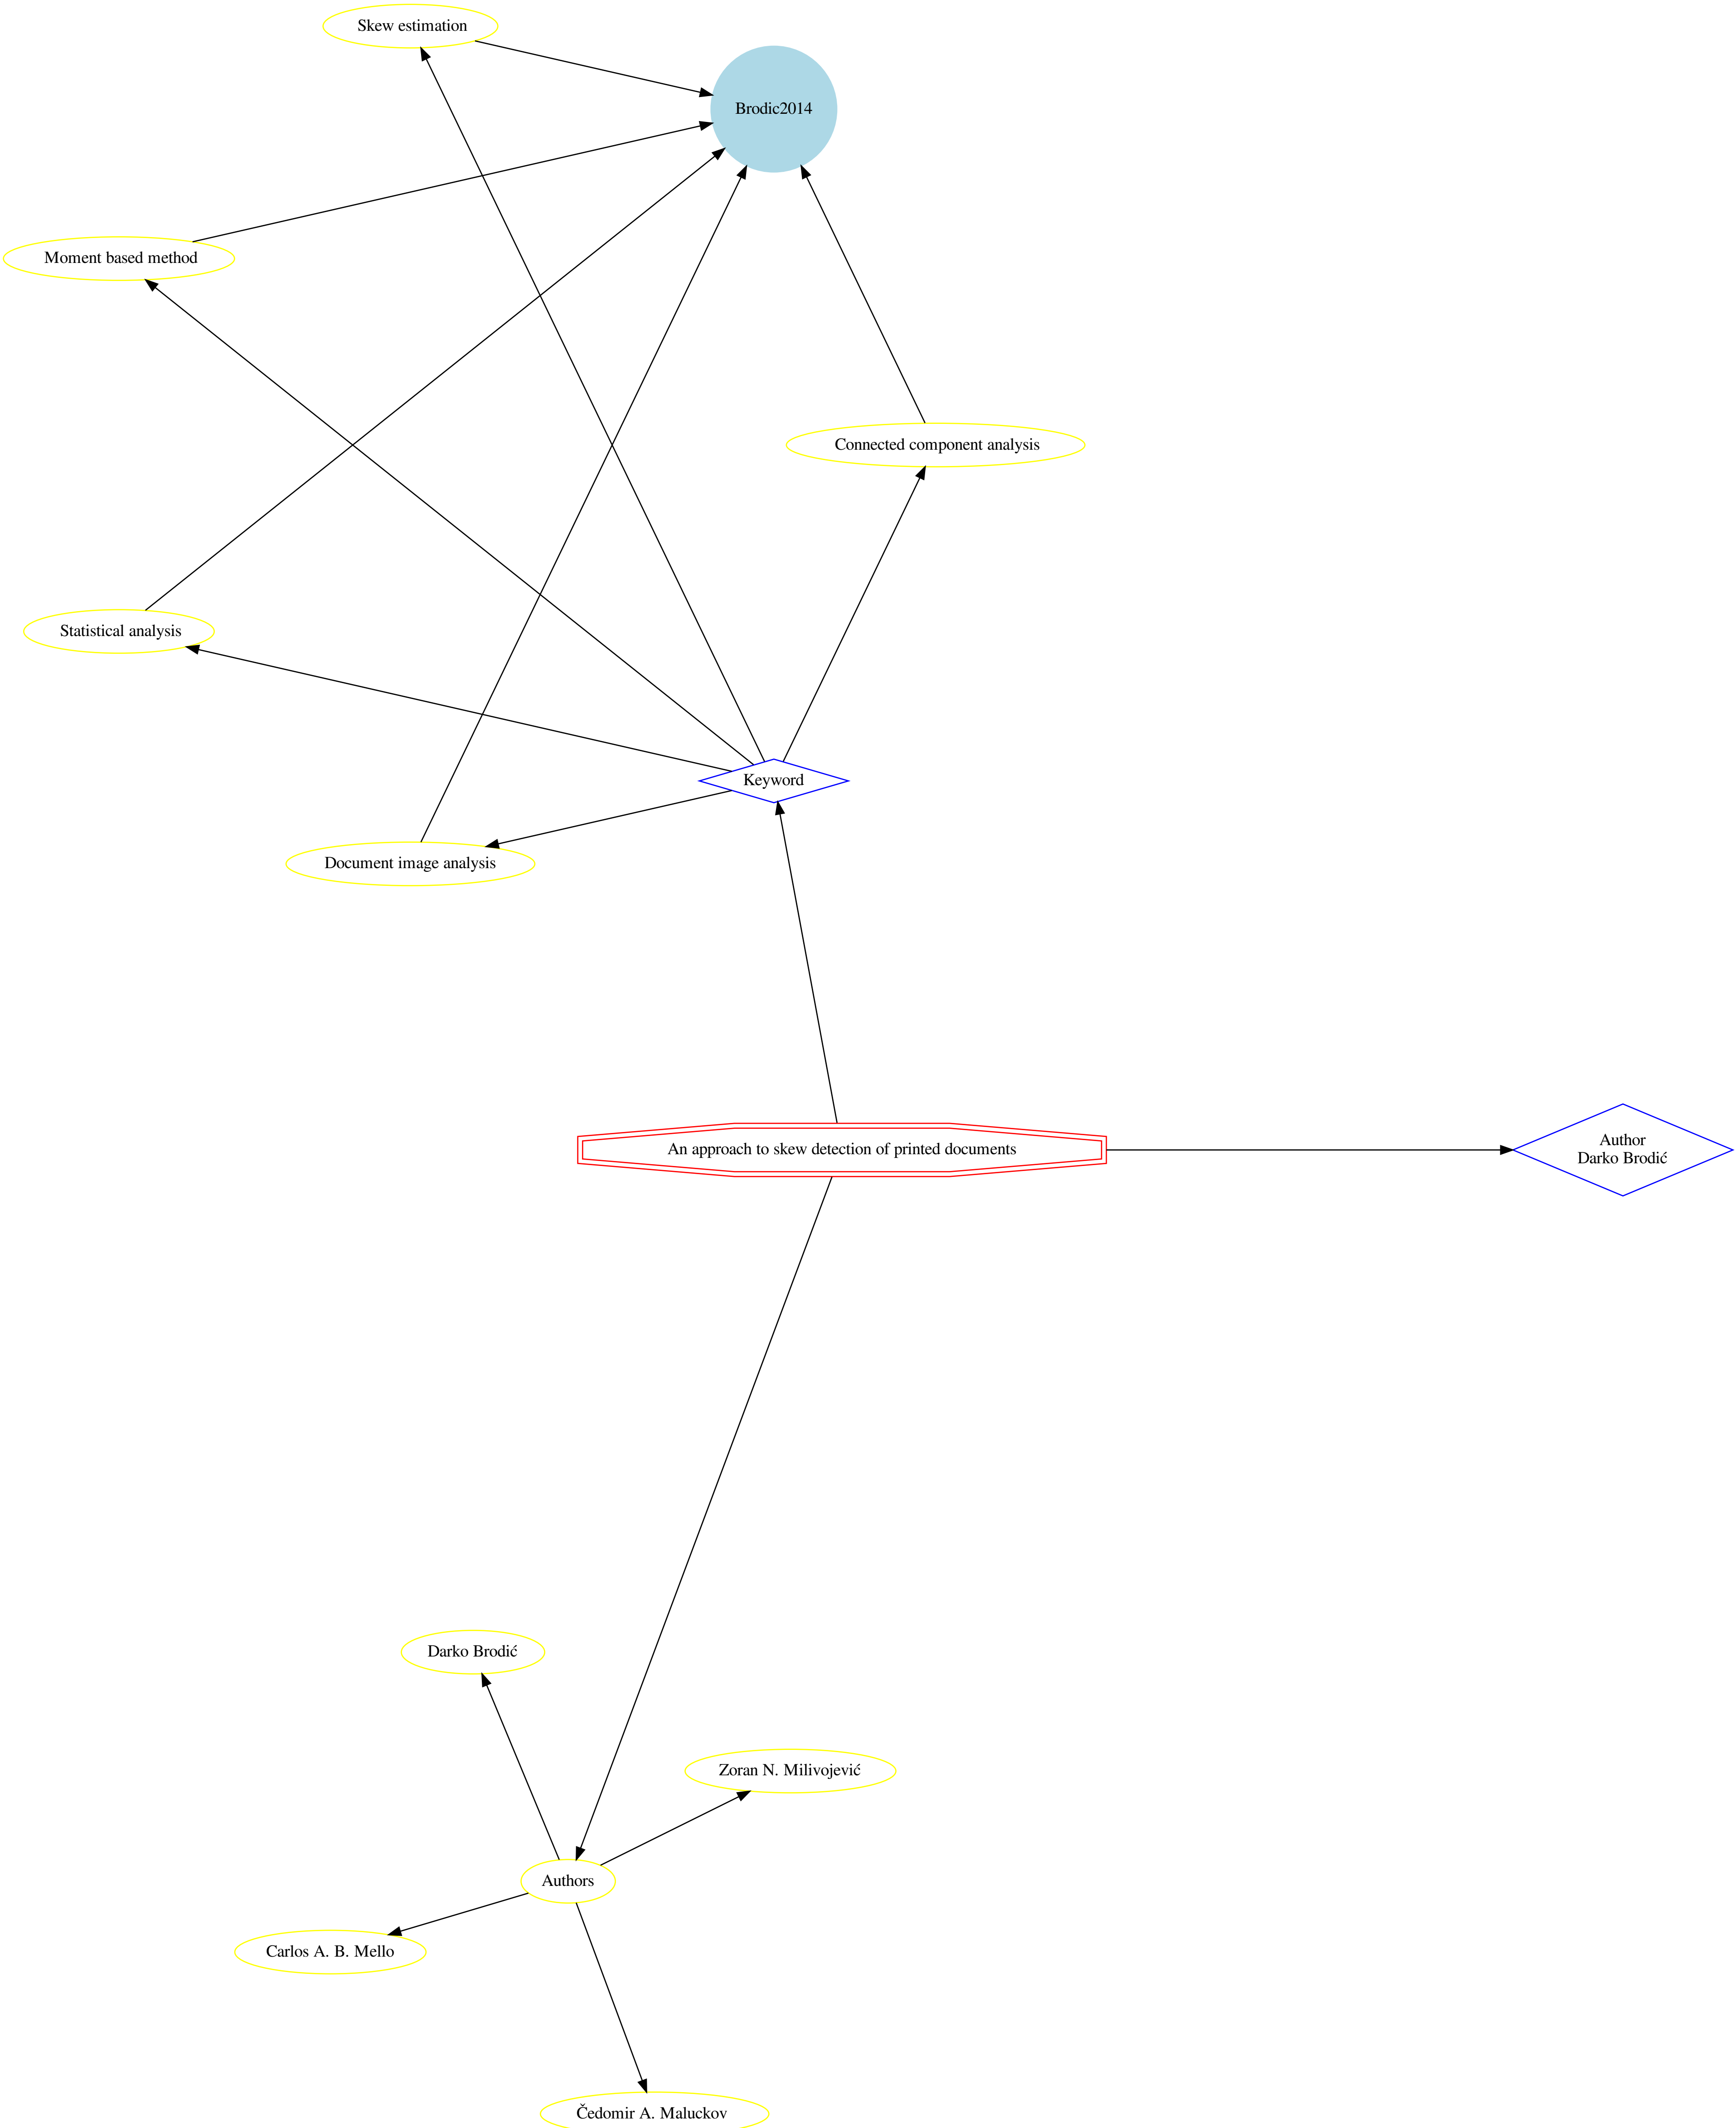 Skew estimation
Brodic2014
Moment based method
Connected component analysis
Statistical analysis
Keyword
Document image analysis
An approach to skew detection of printed documents
Author
Darko Brodić
Darko Brodić
Zoran N. Milivojević
Authors
Carlos A. B. Mello
Čedomir A. Maluckov